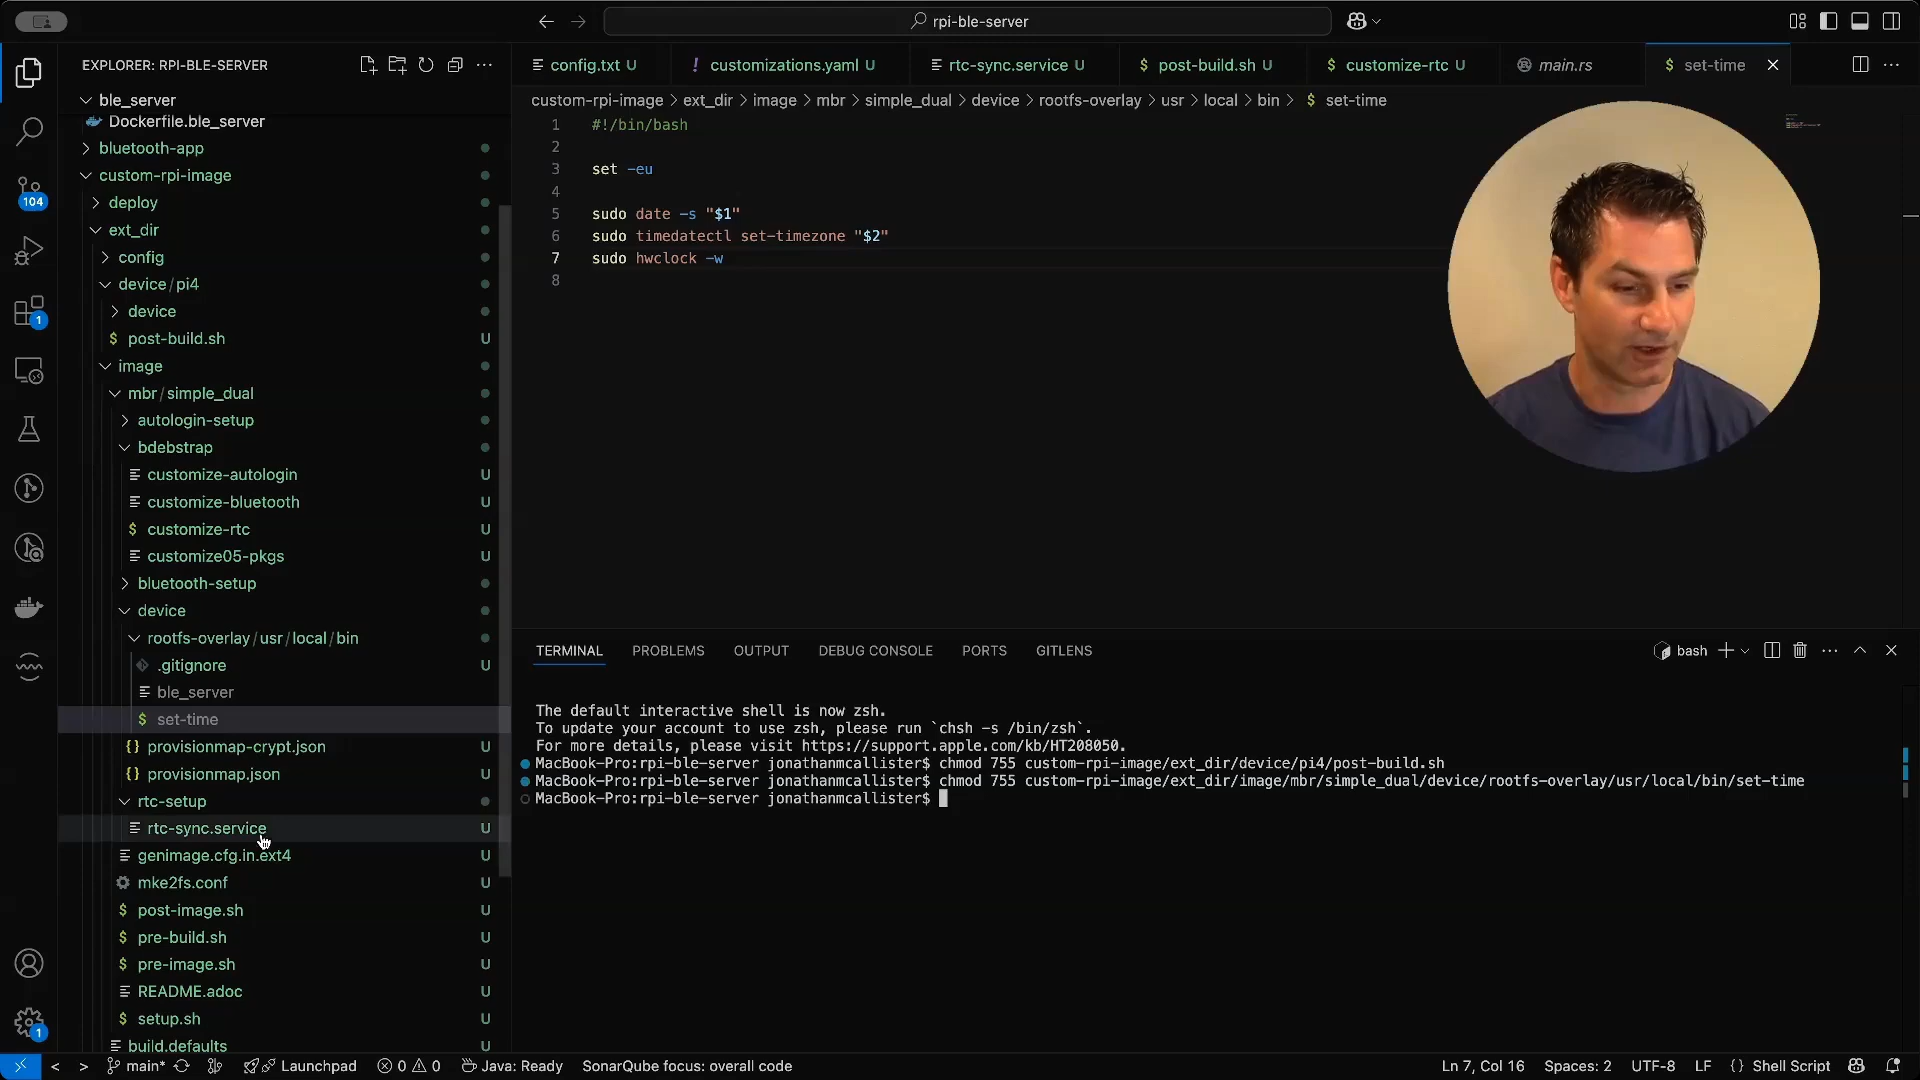 rpi-ble-server
EXPLORER: RPI-BLE-SERVER
ble_server
Dockerfile.ble_server
bluetooth-app
custom-rpi-image
deploy
ext_dir
config
device / pi4
device
post-build.sh U
image
mbr / simple_dual
autologin-setup
bdebstrap
customize-autologin U
customize-bluetooth U
$ customize-rtc U
customize05-pkgs U
bluetooth-setup
device
rootfs-overlay / usr / local / bin
.gitignore U
ble_server
$ set-time
{} provisionmap-crypt.json U
{} provisionmap.json U
rtc-setup
rtc-sync.service U
genimage.cfg.in.ext4 U
mke2fs.conf U
$ post-image.sh U
$ pre-build.sh U
$ pre-image.sh U
README.adoc U
$ setup.sh U
build.defaults U
104
1
1
config.txt U
! customizations.yaml U
rtc-sync.service U
$ post-build.sh U
$ customize-rtc U
main.rs
$ set-time
custom-rpi-image > ext_dir > image > mbr > simple_dual > device > rootfs-overlay > usr > local > bin > $ set-time
1 #!/bin/bash
2
3 set -eu
4
5 sudo date -s "$1"
6 sudo timedatectl set-timezone "$2"
7 sudo hwclock -w
8
TERMINAL PROBLEMS OUTPUT DEBUG CONSOLE PORTS GITLENS
bash
The default interactive shell is now zsh.
To update your account to use zsh, please run `chsh -s /bin/zsh`.
For more details, please visit https://support.apple.com/kb/HT208050.
MacBook-Pro:rpi-ble-server jonathanmcallister$ chmod 755 custom-rpi-image/ext_dir/device/pi4/post-build.sh
MacBook-Pro:rpi-ble-server jonathanmcallister$ chmod 755 custom-rpi-image/ext_dir/image/mbr/simple_dual/device/rootfs-overlay/usr/local/bin/set-time
MacBook-Pro:rpi-ble-server jonathanmcallister$
main* Launchpad 0 0 Java: Ready SonarQube focus: overall code
Ln 7, Col 16 Spaces: 2 UTF-8 LF {} Shell Script